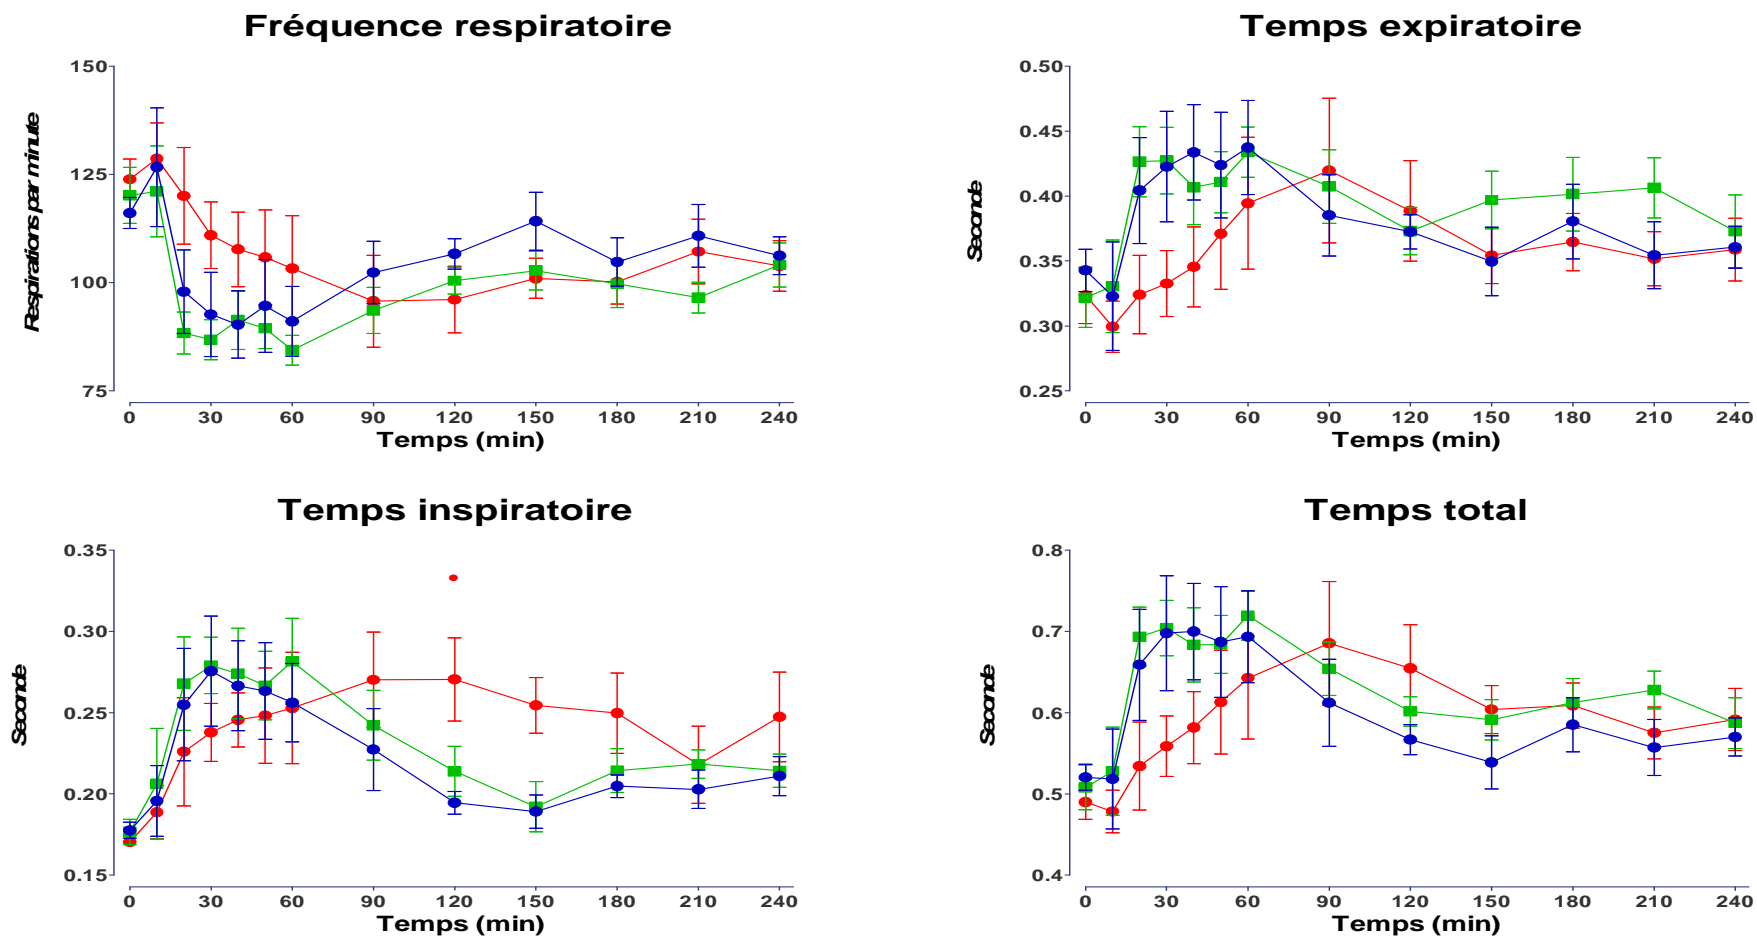 Fréquence respiratoire
150
125
100
75
Respirations par minute
0 30 60 90 120 150 180 210 240
Temps (min)
Temps expiratoire
0.50
0.45
0.40
0.35
0.30
0.25
Seconde
0 30 60 90 120 150 180 210 240
Temps (min)
Temps inspiratoire
0.35
0.30
0.25
0.20
0.15
Seconde
0 30 60 90 120 150 180 210 240
Temps (min)
Temps total
0.8
0.7
0.6
0.5
0.4
Seconde
0 30 60 90 120 150 180 210 240
Temps (min)